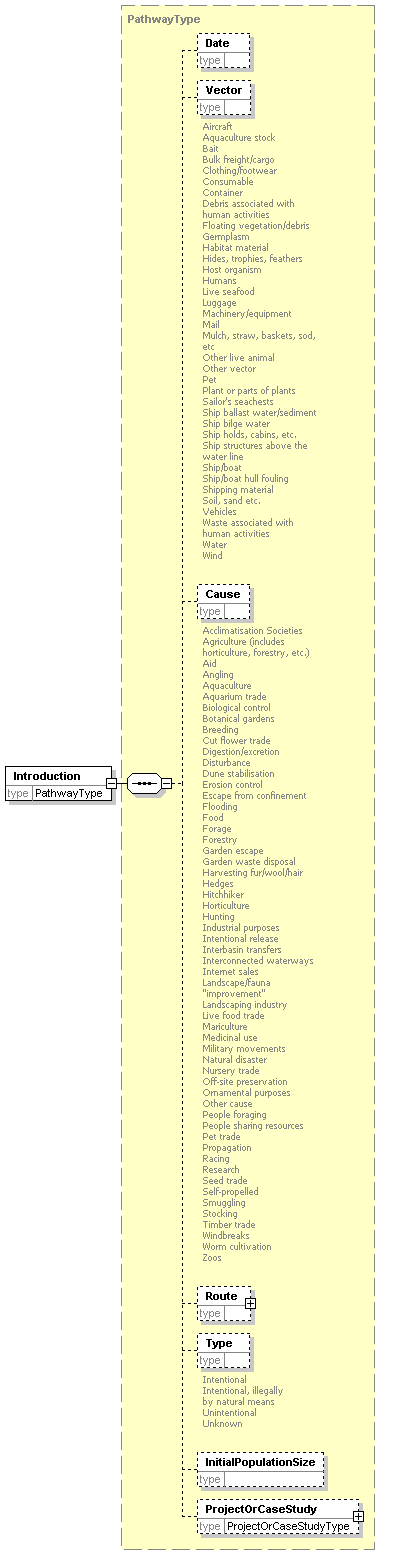 PathwayType
Date
type
Vector
type
Aircraft
Aquaculture stock
Bait
Bulk freight/cargo
Clothing/footwear
Consumable
Container
Debris associated with
human activities
Floating vegetation/debris
Germplasm
Habitat material
Hides, trophies, feathers
Host organism
Humans
Live seafood
Luggage
Machinery/equipment
Mail
Mulch, straw, baskets, sod,
etc
Other live animal
Other vector
Pet
Plant or parts of plants
Sailor's seachests
Ship ballast water/sediment
Ship bilge water
Ship holds, cabins, etc.
Ship structures above the
water line
Ship/boat
Ship/boat hull fouling
Shipping material
Soil, sand etc.
Vehicles
Waste associated with
human activities
Water
Wind
Cause
type
Acclimatisation Societies
Agriculture (includes
horticulture, forestry, etc.)
Aid
Angling
Aquaculture
Aquarium trade
Biological control
Botanical gardens
Breeding
Cut flower trade
Digestion/excretion
Disturbance
Dune stabilisation
Erosion control
Escape from confinement
Flooding
Food
Forage
Forestry
Garden escape
Garden waste disposal
Harvesting fur/wool/hair
Hedges
Hitchhiker
Horticulture
Hunting
Industrial purposes
Intentional release
Interbasin transfers
Interconnected waterways
Internet sales
Landscape/fauna
"improvement"
Landscaping industry
Live food trade
Mariculture
Medicinal use
Military movements
Natural disaster
Nursery trade
Off-site preservation
Ornamental purposes
Other cause
People foraging
People sharing resources
Pet trade
Propagation
Racing
Research
Seed trade
Self-propelled
Smuggling
Stocking
Timber trade
Windbreaks
Worm cultivation
Zoos
Introduction
type PathwayType
Route
type
Type
type
Intentional
Intentional, illegally
by natural means
Unintentional
Unknown
InitialPopulationSize
type
ProjectOrCaseStudy
type ProjectOrCaseStudyType